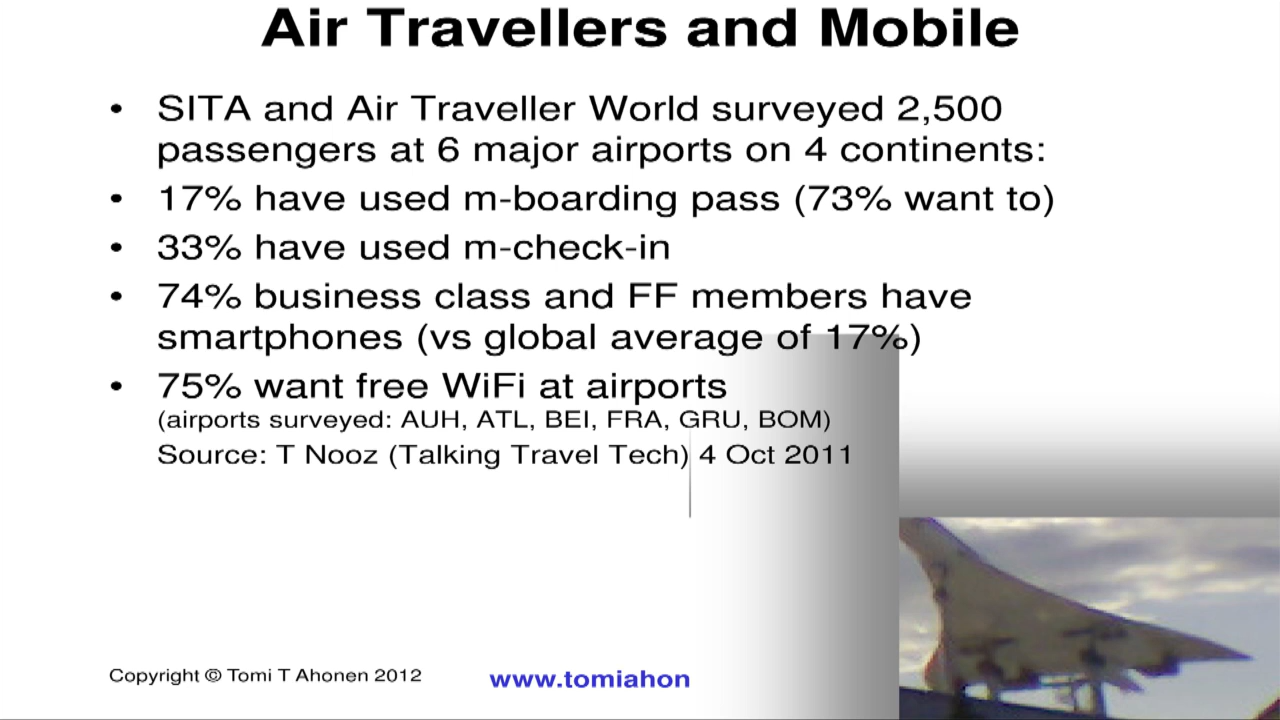 Air Travellers and Mobile
• SITA and Air Traveller World surveyed 2,500
passengers at 6 major airports on 4 continents:
• 17% have used m-boarding pass (73% want to)
• 33% have used m-check-in
• 74% business class and FF members have
smartphones (vs global average of 17%)
• 75% want free WiFi at airports
(airports surveyed: AUH, ATL, BEI, FRA, GRU, BOM)
Source: T Nooz (Talking Travel Tech) 4 Oct 2011
Copyright © Tomi T Ahonen 2012 www.tomiahon